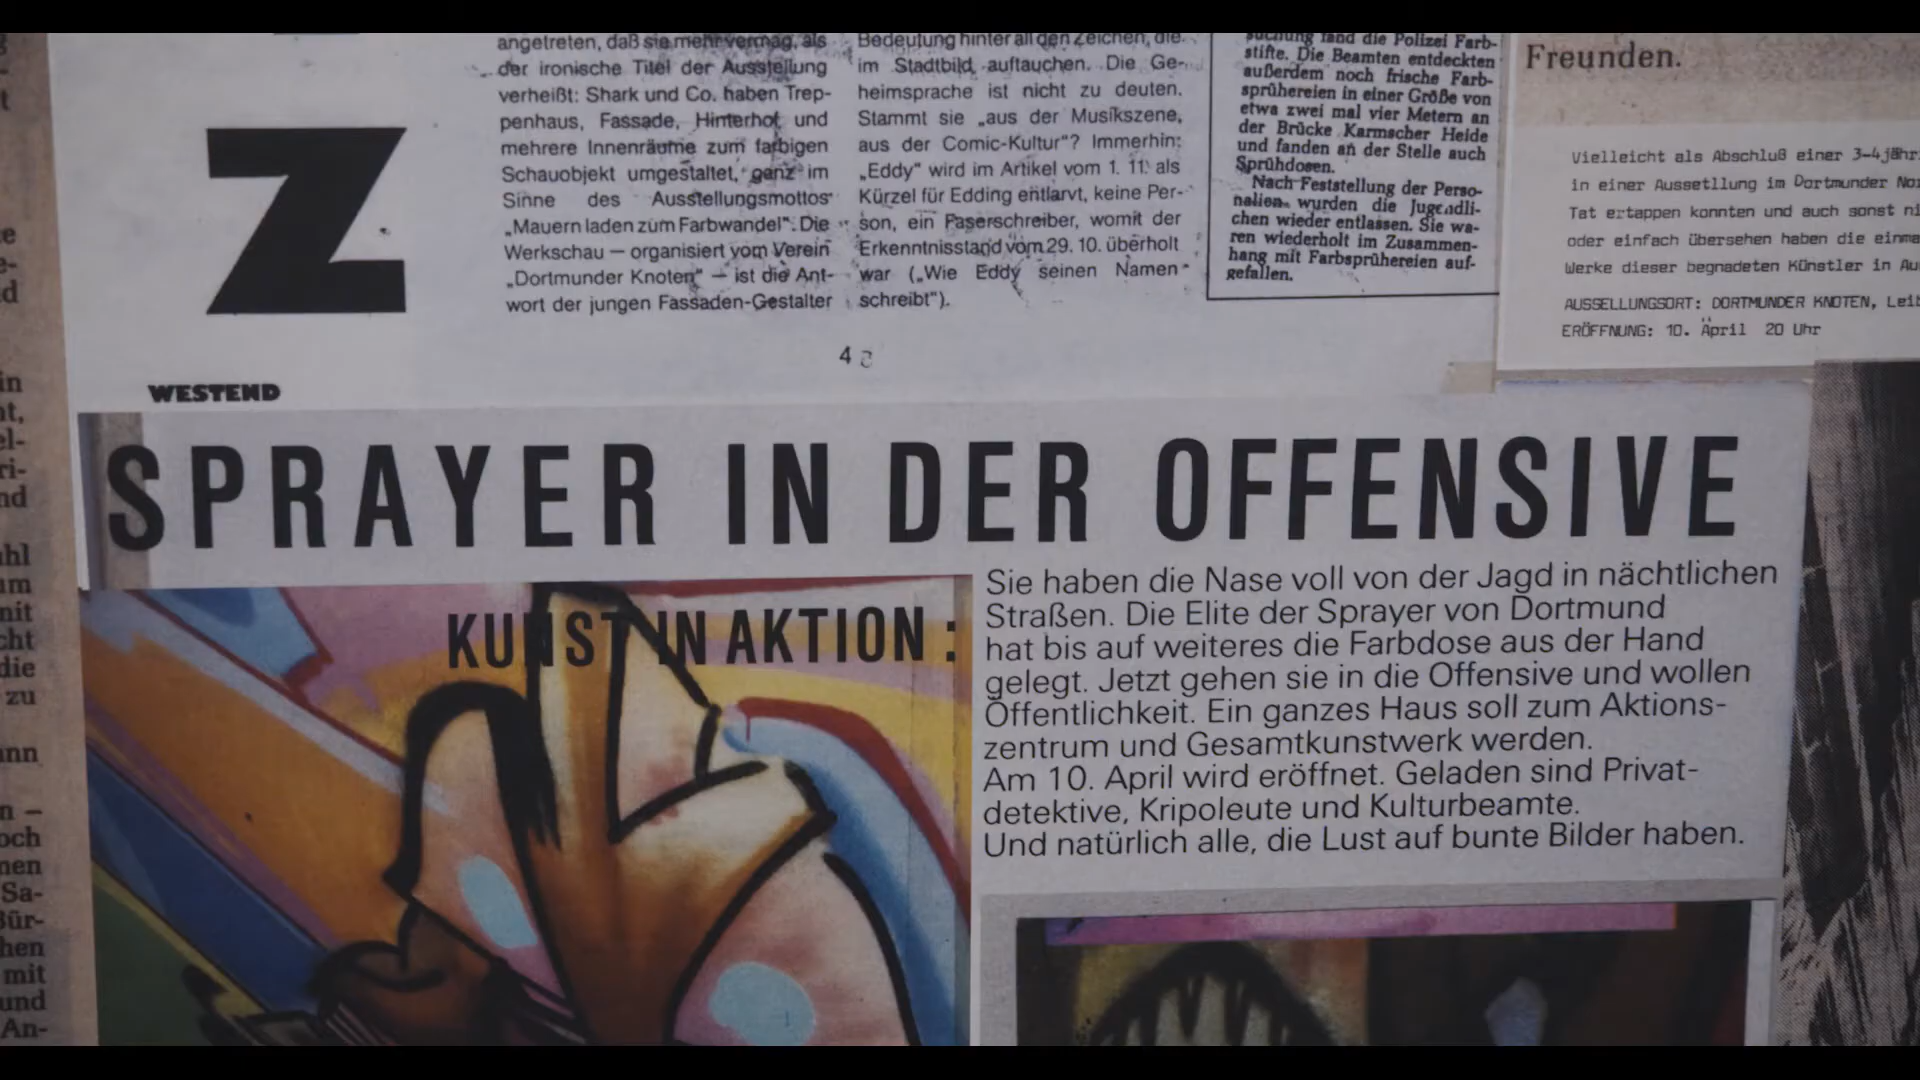 angetreten, daß sie mehr vermag, als
der ironische Titel der Ausstellung
verheißt: Shark und Co. haben Trep-
penhaus, Fassade, Hinterhof und
mehrere Innenräume zum farbigen
Schauobjekt umgestaltet, ganz im
Sinne des Ausstellungsmottos
„Mauern laden zum Farbwandel“. Die
Werkschau — organisiert vom Verein
„Dortmunder Knoten“ — ist die Ant-
wort der jungen Fassaden-Gestalter
Bedeutung hinter all den Zeichen, die
im Stadtbild auftauchen. Die Ge-
heimsprache ist nicht zu deuten.
Stammt sie „aus der Musikszene,
aus der Comic-Kultur“? Immerhin:
„Eddy“ wird im Artikel vom 1. 11. als
Kürzel für Edding entlarvt, keine Per-
son, ein Faserschreiber, womit der
Erkenntnisstand vom 29. 10. überholt
war („Wie Eddy seinen Namen
schreibt“).
suchung fand die Polizei Farb-
stifte. Die Beamten entdeckten
außerdem noch frische Farb-
sprühereien in einer Größe von
etwa zwei mal vier Metern an
der Brücke Karmscher Heide
und fanden an der Stelle auch
Sprühdosen.
Nach Feststellung der Perso-
nalien wurden die Jugendli-
chen wieder entlassen. Sie wa-
ren wiederholt im Zusammen-
hang mit Farbsprühereien auf-
gefallen.
Freunden.
Vielleicht als Abschluß einer 3-4jähr
in einer Aussetllung im Dortmunder No
Tat ertappen konnten und auch sonst ni
oder einfach übersehen haben die einma
Werke dieser begnadeten Künstler in Au
AUSSELLUNGSORT: DORTMUNDER KNOTEN, Lei
ERÖFFNUNG: 10. April 20 Uhr
Z
4
WESTEND
SPRAYER IN DER OFFENSIVE
KUNST IN AKTION :
Sie haben die Nase voll von der Jagd in nächtlichen
Straßen. Die Elite der Sprayer von Dortmund
hat bis auf weiteres die Farbdose aus der Hand
gelegt. Jetzt gehen sie in die Offensive und wollen
Öffentlichkeit. Ein ganzes Haus soll zum Aktions-
zentrum und Gesamtkunstwerk werden.
Am 10. April wird eröffnet. Geladen sind Privat-
detektive, Kripoleute und Kulturbeamte.
Und natürlich alle, die Lust auf bunte Bilder haben.